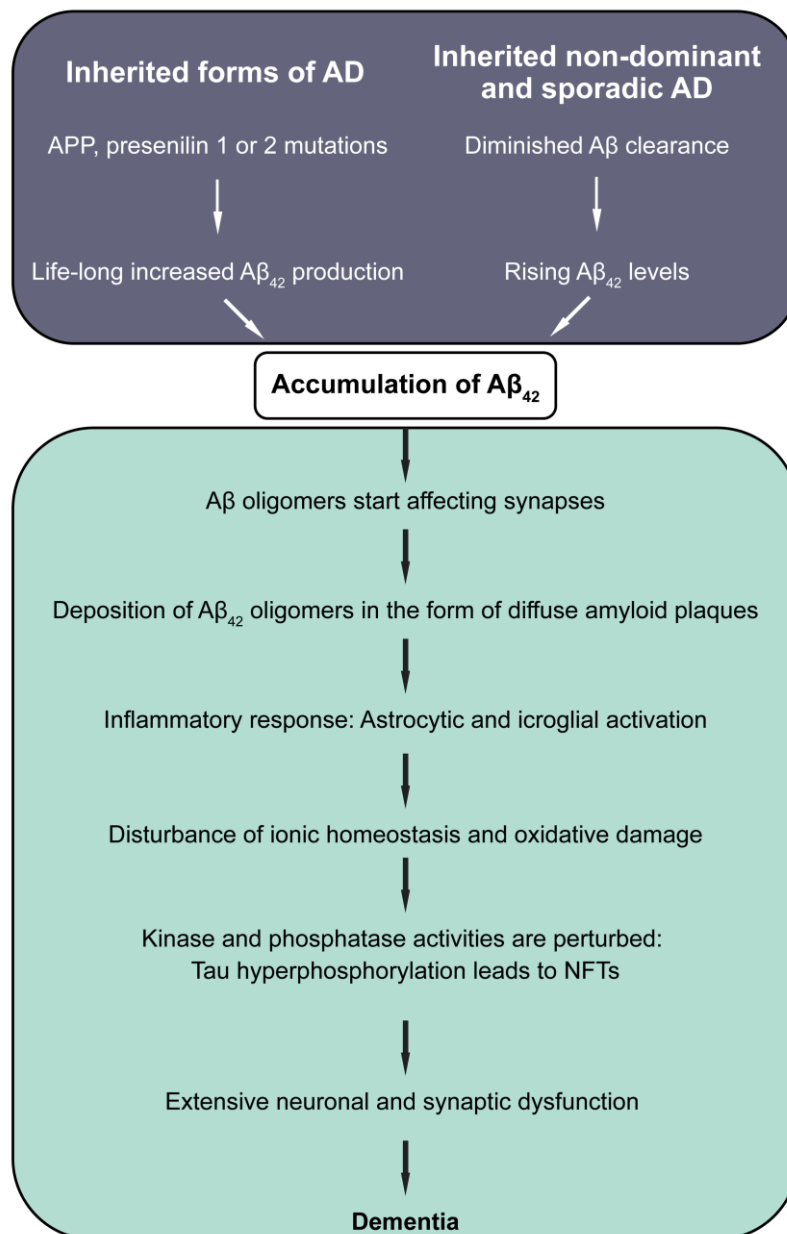 Inherited forms of AD
APP, presenilin 1 or 2 mutations
Life-long increased Aβ₄₂ production
Inherited non-dominant
and sporadic AD
Diminished Aβ clearance
Rising Aβ₄₂ levels
Accumulation of Aβ₄₂
Aβ oligomers start affecting synapses
Deposition of Aβ₄₂ oligomers in the form of diffuse amyloid plaques
Inflammatory response: Astrocytic and icroglial activation
Disturbance of ionic homeostasis and oxidative damage
Kinase and phosphatase activities are perturbed:
Tau hyperphosphorylation leads to NFTs
Extensive neuronal and synaptic dysfunction
Dementia